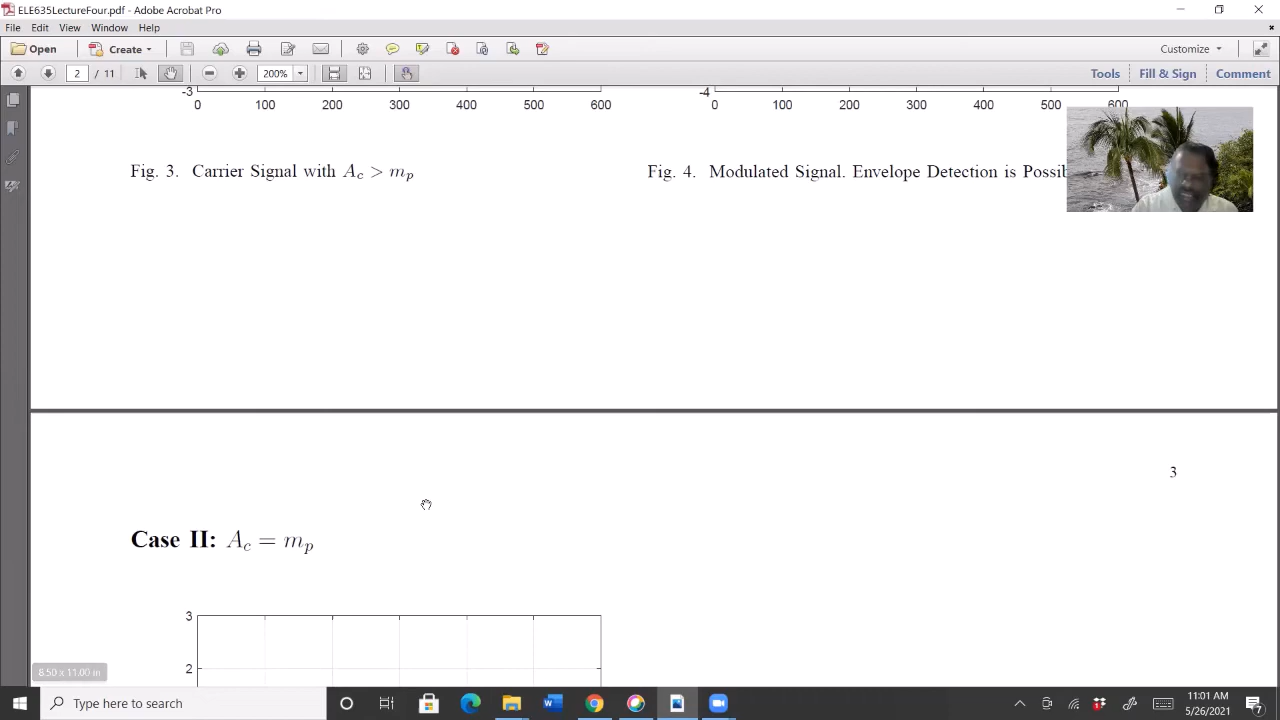 ELE635LectureFour.pdf - Adobe Acrobat Pro
File Edit View Window Help
Open Create Customize
2 / 11 200% Tools Fill & Sign Comment
-3 -4
0 100 200 300 400 500 600 0 100 200 300 400 500 600
Fig. 3. Carrier Signal with A_c > m_p
Fig. 4. Modulated Signal. Envelope Detection is Possib
3
Case II: A_c = m_p
3
2
8.50 x 11.00 in
Type here to search
11:01 AM
5/26/2021
7